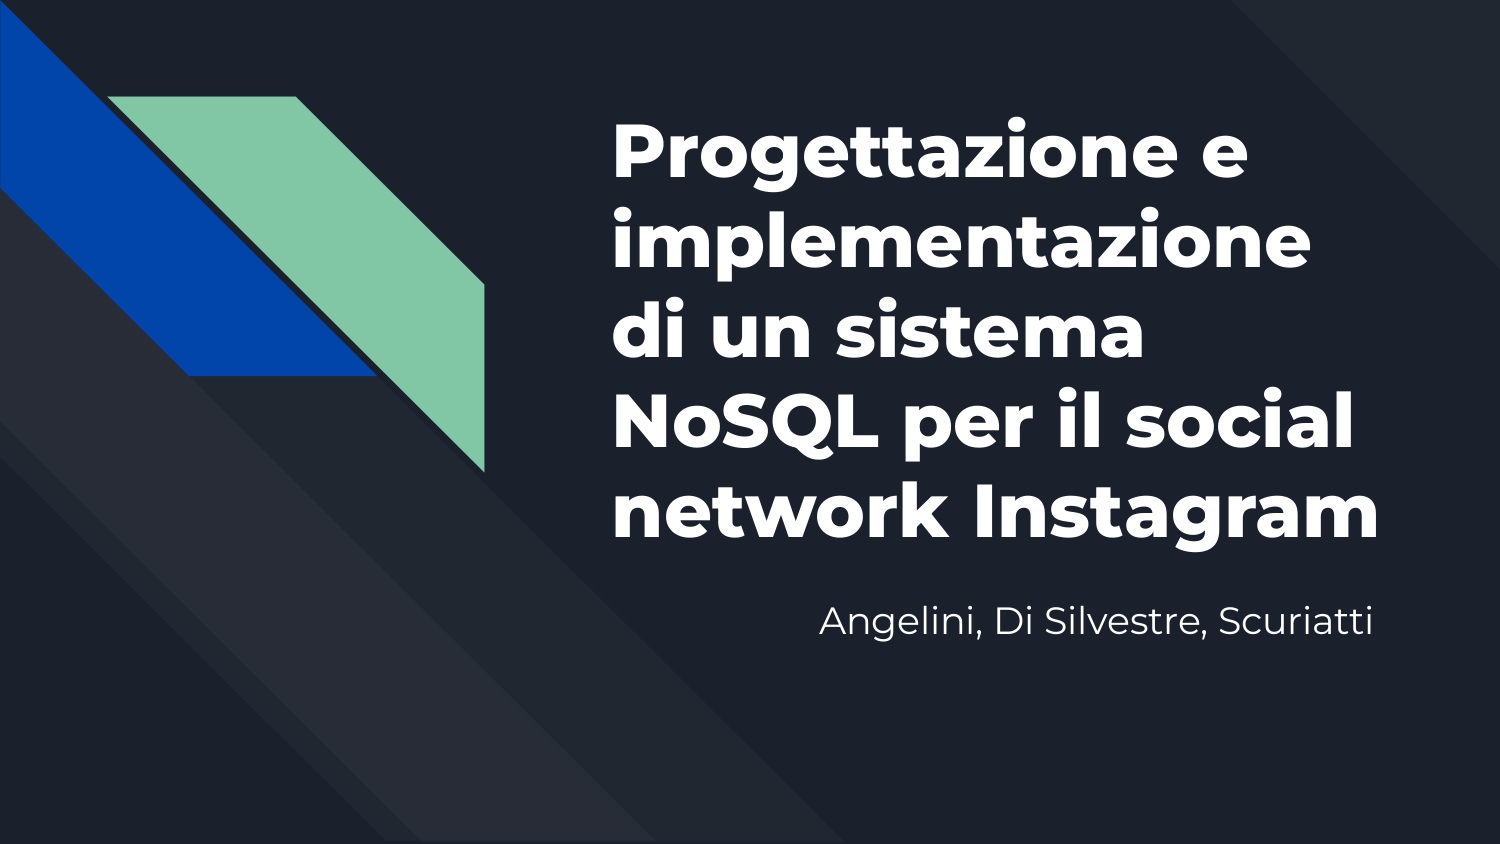 Progettazione e
implementazione
di un sistema
NoSQL per il social
network Instagram
Angelini, Di Silvestre, Scuriatti